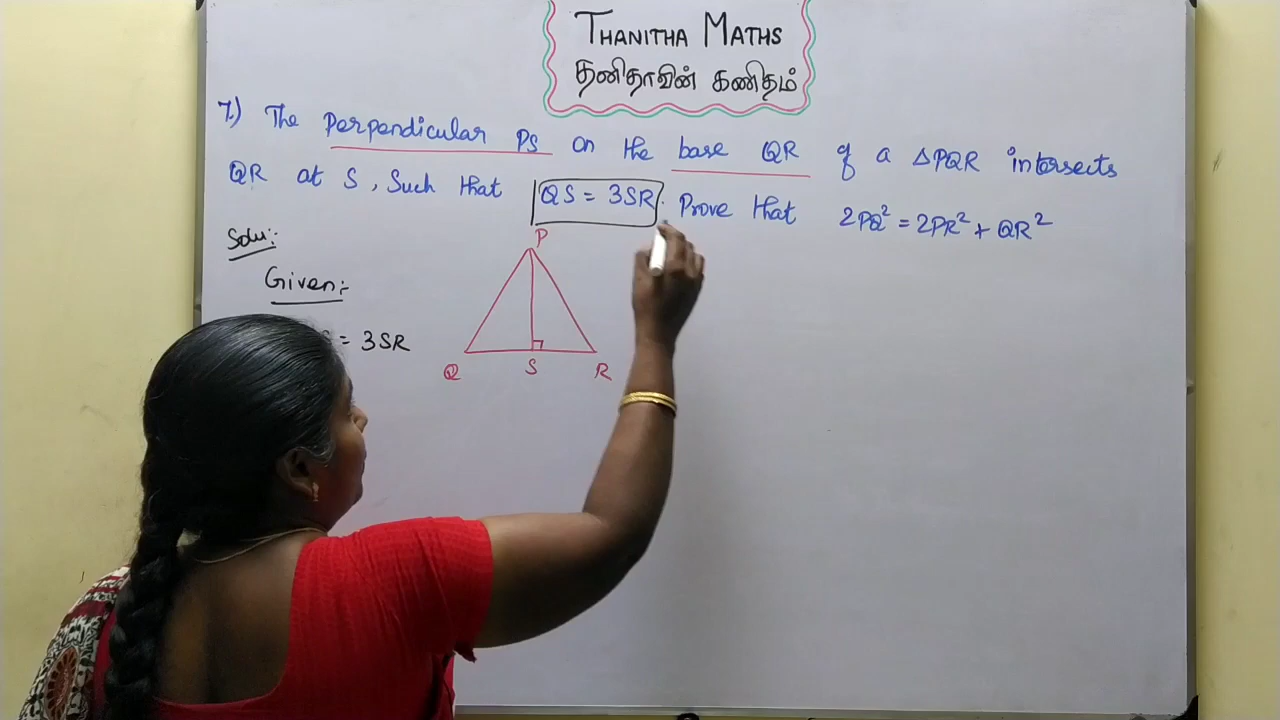 THANITHA MATHS
தனிதாவின் கணிதம்
7.) The Perpendicular PS on the base QR of a ΔPQR intersects
QR at S, Such that QS = 3SR. Prove that 2PQ² = 2PR² + QR²
Solu:-
Given:-
= 3SR
P
Q
S
R